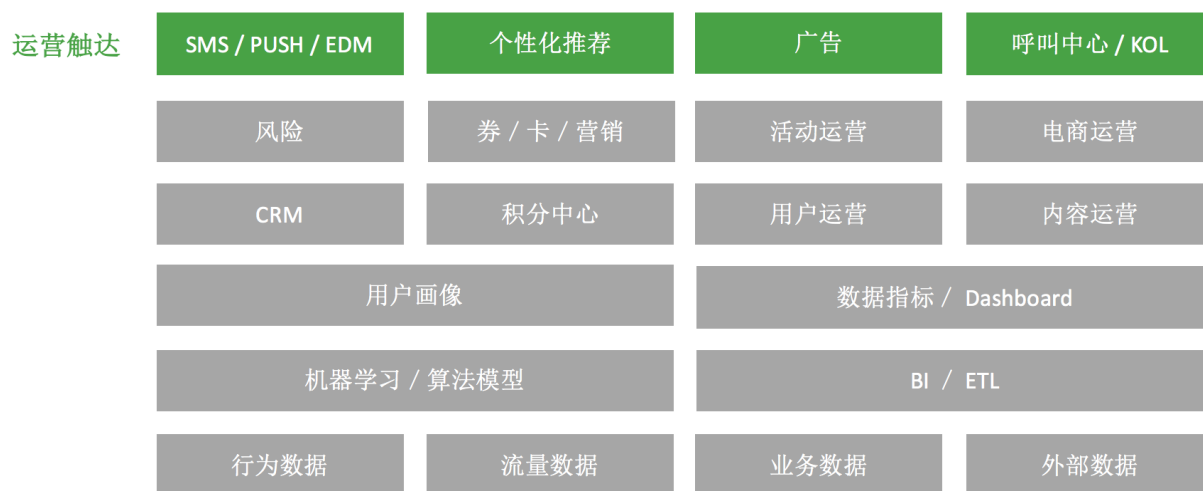 运营触达
SMS / PUSH / EDM
个性化推荐
广告
呼叫中心 / KOL
风险
券 / 卡 / 营销
活动运营
电商运营
CRM
积分中心
用户运营
内容运营
用户画像
数据指标 / Dashboard
机器学习 / 算法模型
BI / ETL
行为数据
流量数据
业务数据
外部数据